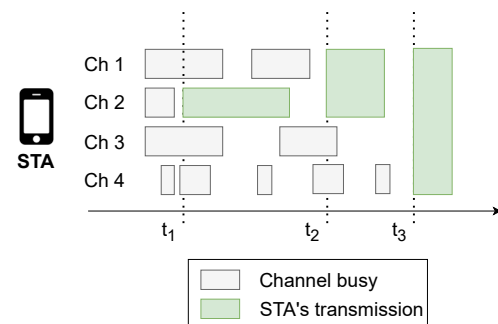 Ch 1
Ch 2
Ch 3
Ch 4
STA
t1 t2 t3
Channel busy
STA's transmission